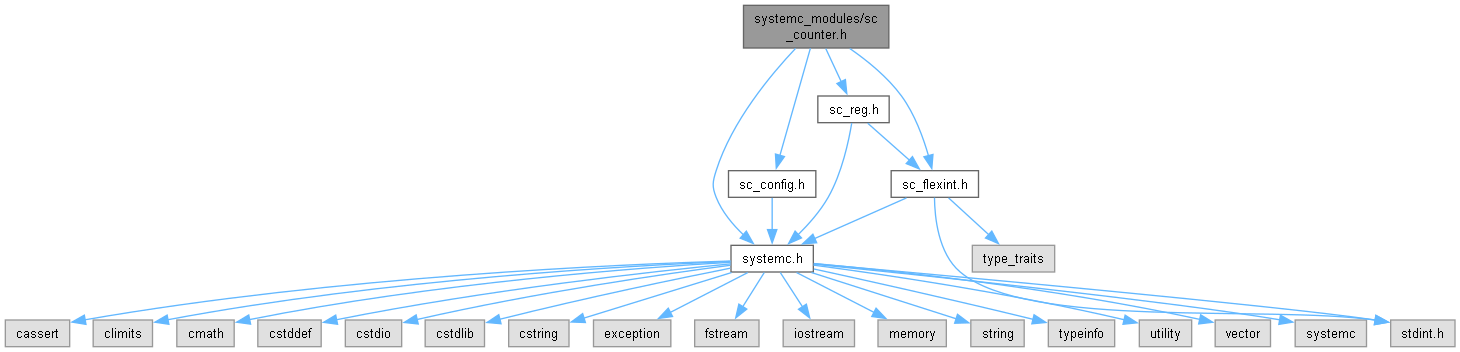 systemc_modules/sc
_counter.h
sc_reg.h
sc_config.h
sc_flexint.h
systemc.h
type_traits
cassert
climits
cmath
cstddef
cstdio
cstdlib
cstring
exception
fstream
iostream
memory
string
typeinfo
utility
vector
systemc
stdint.h